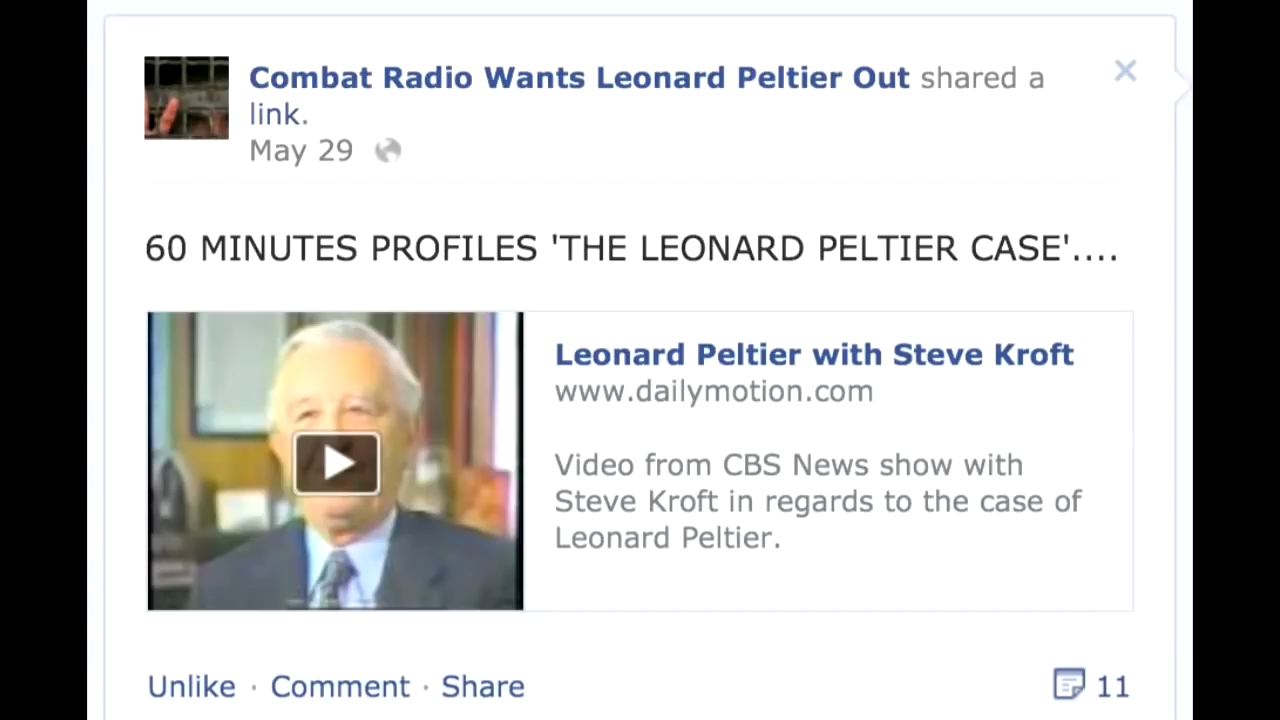 Combat Radio Wants Leonard Peltier Out shared a
link.
May 29
60 MINUTES PROFILES 'THE LEONARD PELTIER CASE'....
Leonard Peltier with Steve Kroft
www.dailymotion.com
Video from CBS News show with
Steve Kroft in regards to the case of
Leonard Peltier.
Unlike · Comment · Share
11